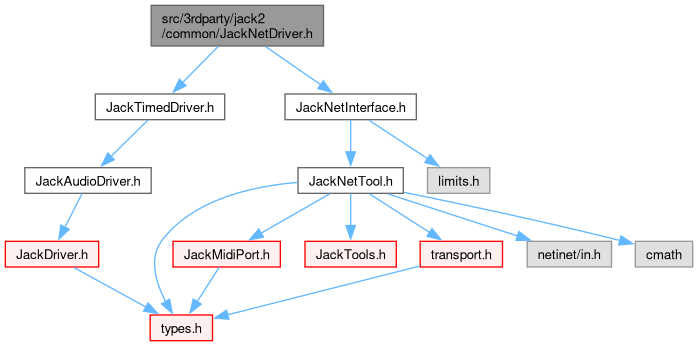 src/3rdparty/jack2
/common/JackNetDriver.h
JackTimedDriver.h
JackNetInterface.h
JackAudioDriver.h
JackNetTool.h
limits.h
JackDriver.h
JackMidiPort.h
JackTools.h
transport.h
netinet/in.h
cmath
types.h